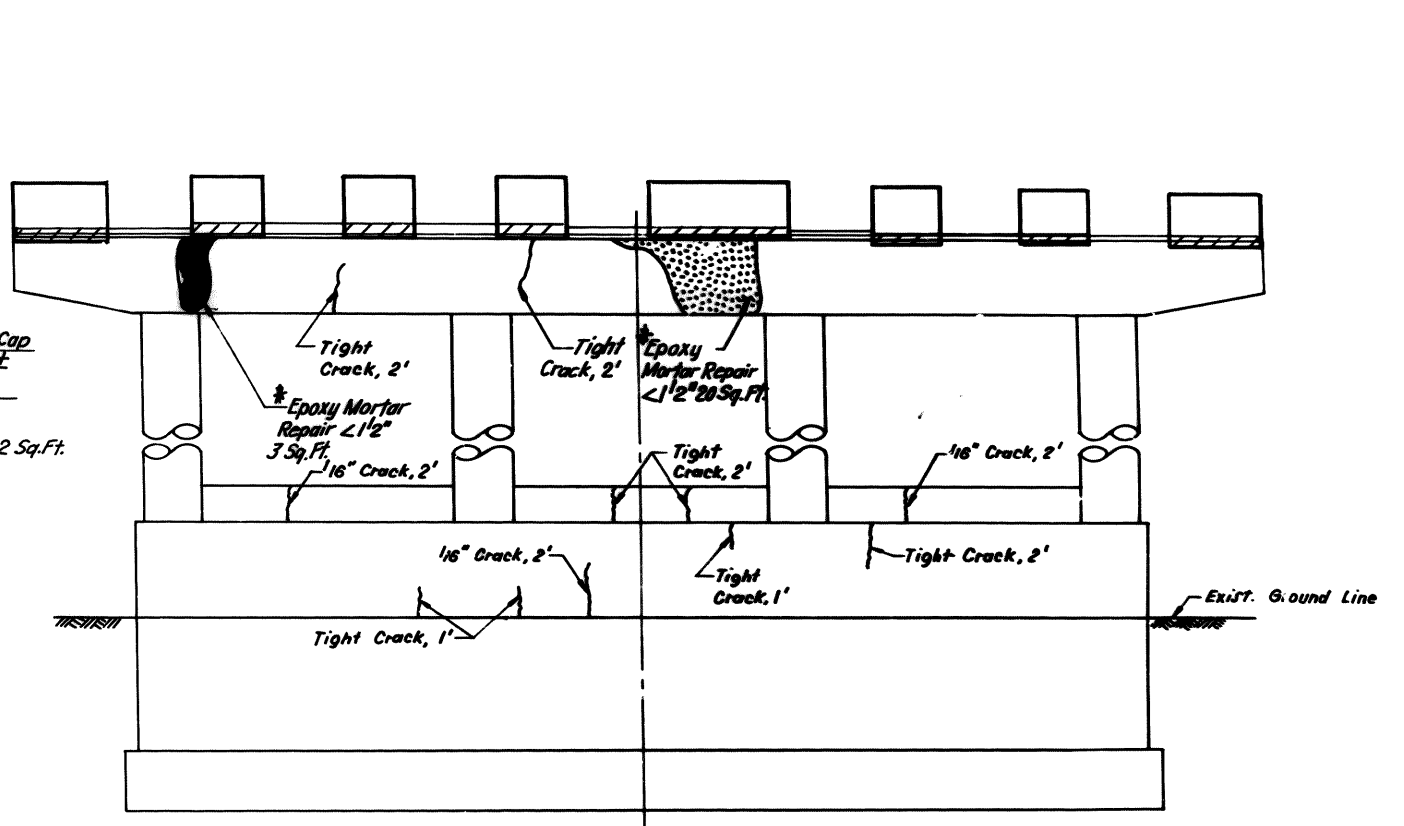 Cap
2 Sq.Ft.
Tight
Crack, 2'
Tight
Crack, 2'
*Epoxy
Mortar Repair
<1 1/2" 20 Sq.Ft.
*Epoxy Mortar
Repair <1 1/2"
3 Sq.Ft.
1/16" Crack, 2'
Tight
Crack, 2'
1/16" Crack, 2'
1/16" Crack, 2'
Tight
Crack, 1'
Tight Crack, 2'
Exist. Ground Line
Tight Crack, 1'